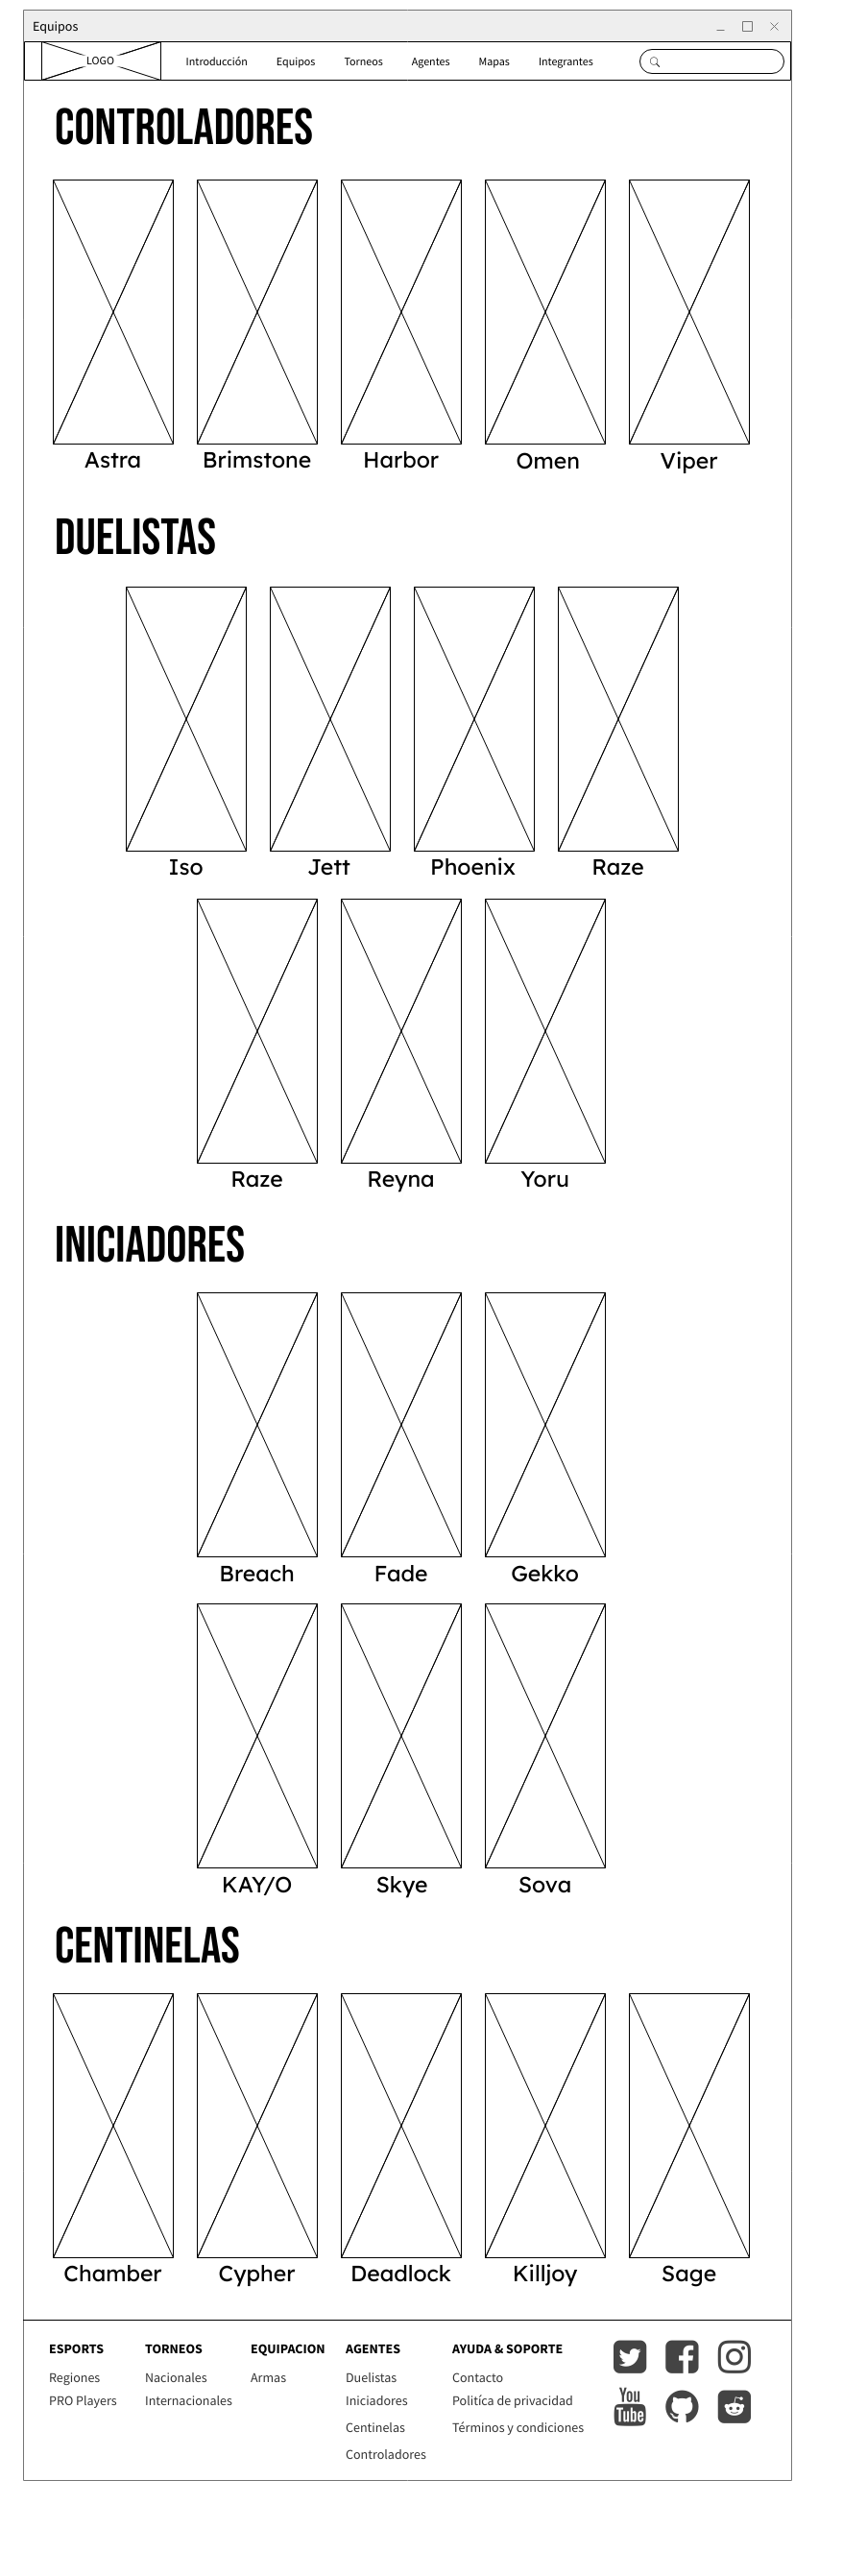 Equipos
LOGO Introducción Equipos Torneos Agentes Mapas Integrantes
CONTROLADORES
Astra Brimstone Harbor Omen Viper
DUELISTAS
Iso Jett Phoenix Raze
Raze Reyna Yoru
INICIADORES
Breach Fade Gekko
KAY/O Skye Sova
CENTINELAS
Chamber Cypher Deadlock Killjoy Sage
ESPORTS TORNEOS EQUIPACION AGENTES AYUDA & SOPORTE
Regiones Nacionales Armas Duelistas Contacto
PRO Players Internacionales Iniciadores Politíca de privacidad
Centinelas Términos y condiciones
Controladores
You
Tube